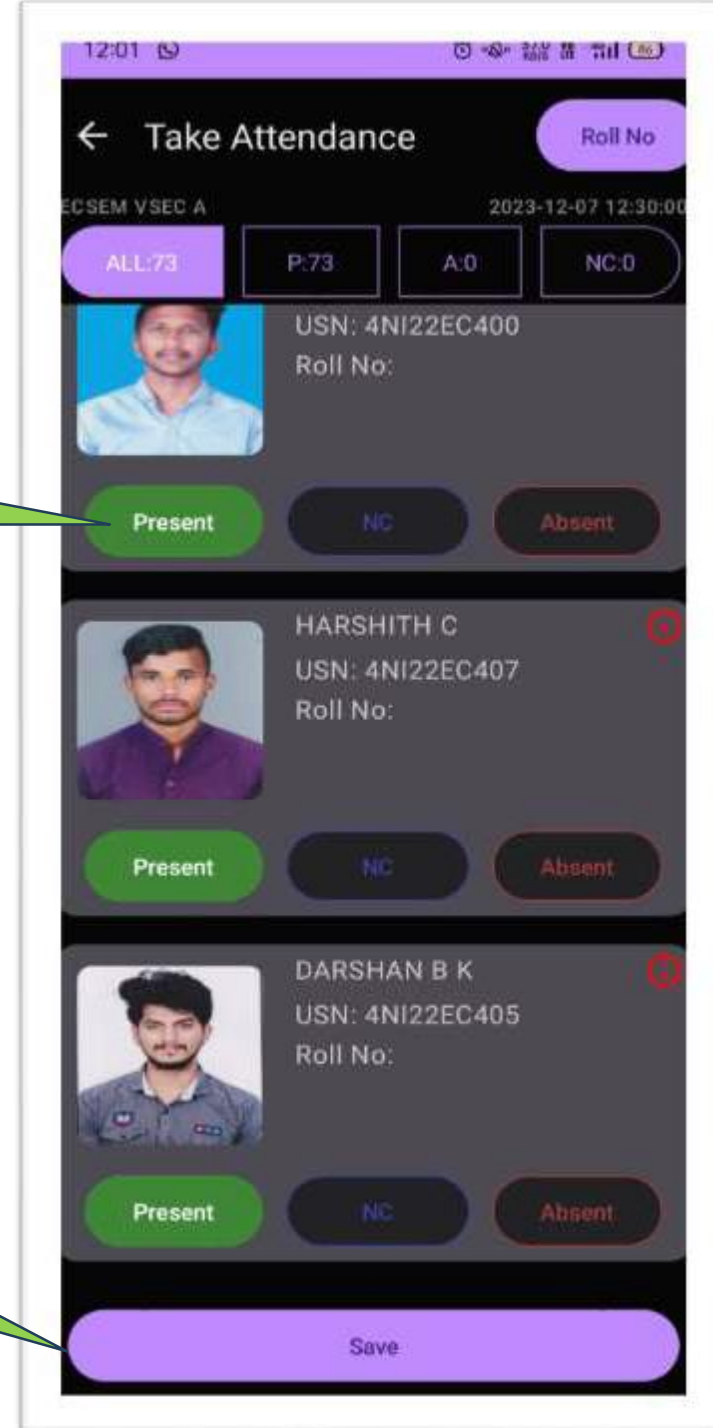 12:01
Take Attendance
Roll No
ECSEM VSEC A
2023-12-07 12:30:00
ALL:73 P:73 A:0 NC:0
USN: 4NI22EC400
Roll No:
Present NC Absent
HARSHITH C
USN: 4NI22EC407
Roll No:
Present NC Absent
DARSHAN B K
USN: 4NI22EC405
Roll No:
Present NC Absent
Save